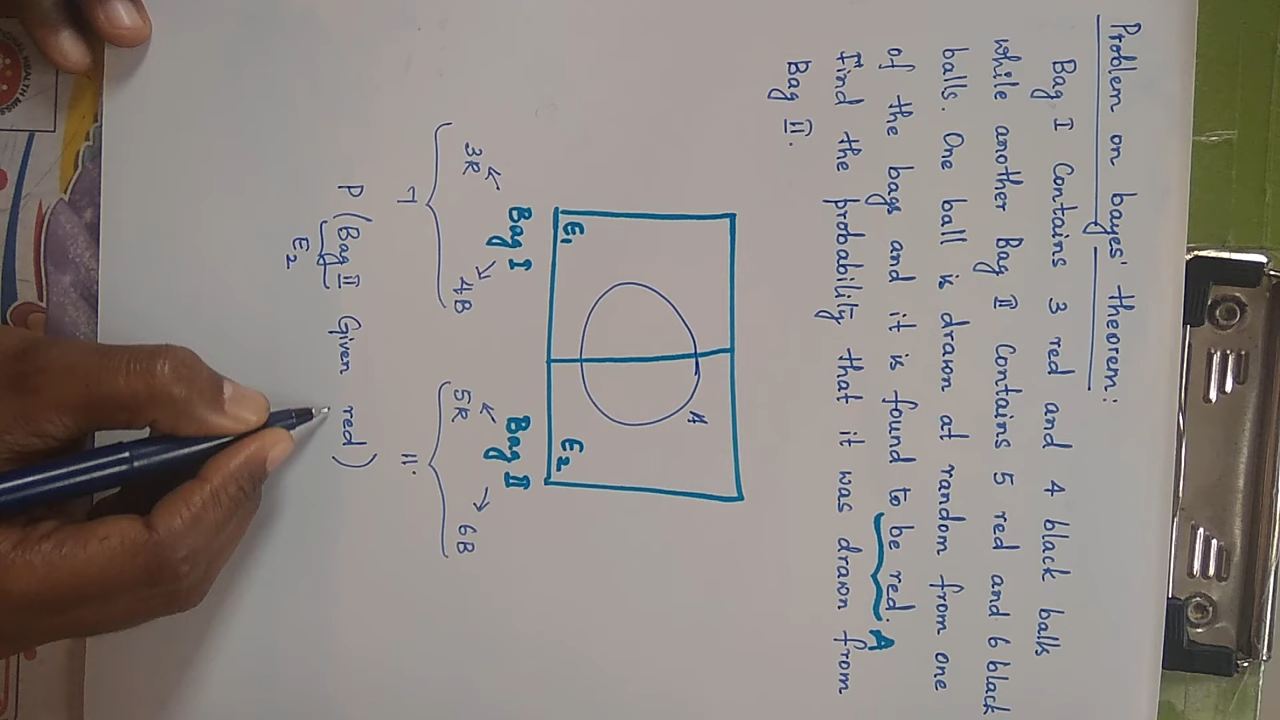 Problem on bayes' theorem:
Bag I Contains 3 red and 4 black balls
while another Bag II Contains 5 red and 6 black
balls. One ball is drawn at random from one
of the bags and it is found to be red. A
Find the probability that it was drawn from
Bag II.
A
E1 E2
Bag I Bag II
3R 4B 5R 6B
7 11.
P (Bag II Given red)
E2